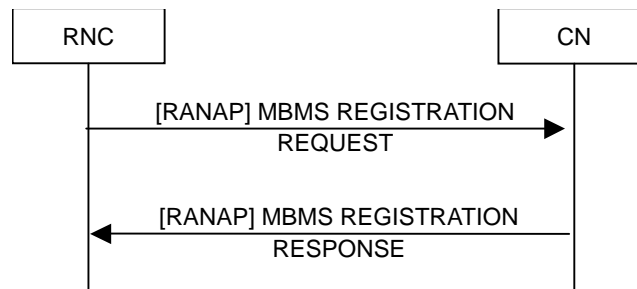 RNC
CN
[RANAP] MBMS REGISTRATION
REQUEST
[RANAP] MBMS REGISTRATION
RESPONSE